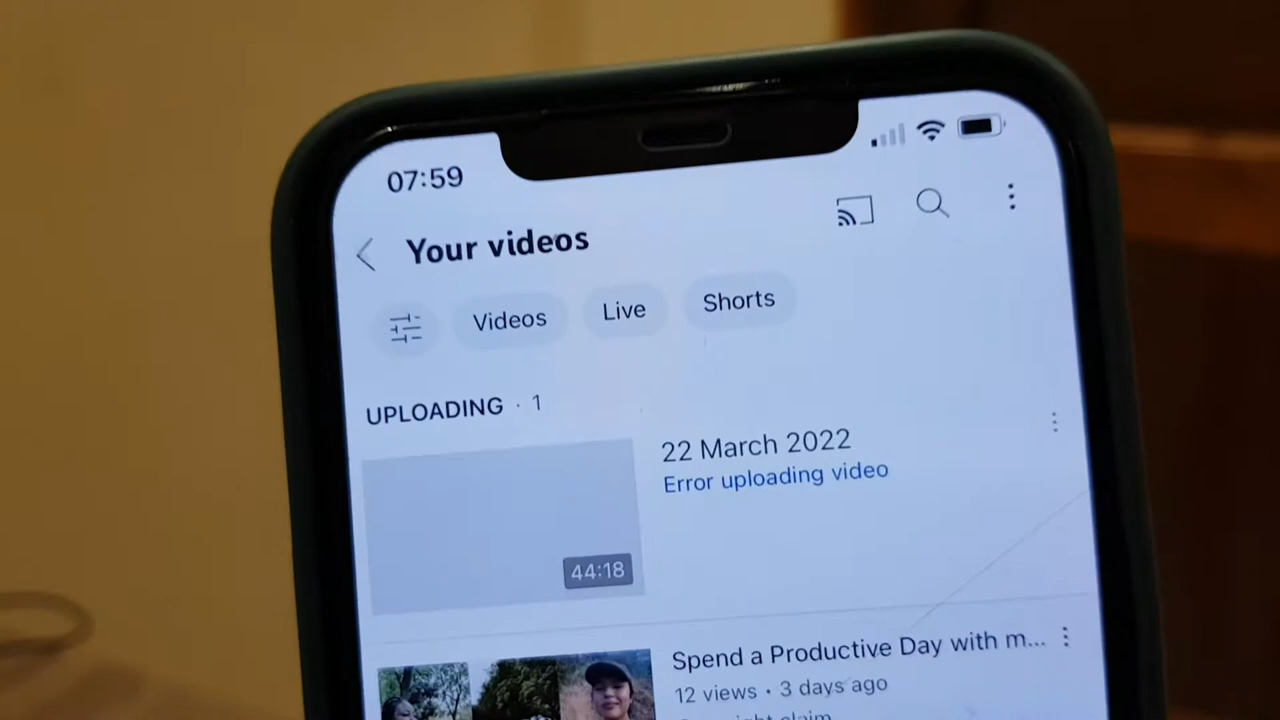 07:59
Your videos
Videos
Live
Shorts
UPLOADING · 1
22 March 2022
Error uploading video
44:18
Spend a Productive Day with m...
12 views · 3 days ago
claim